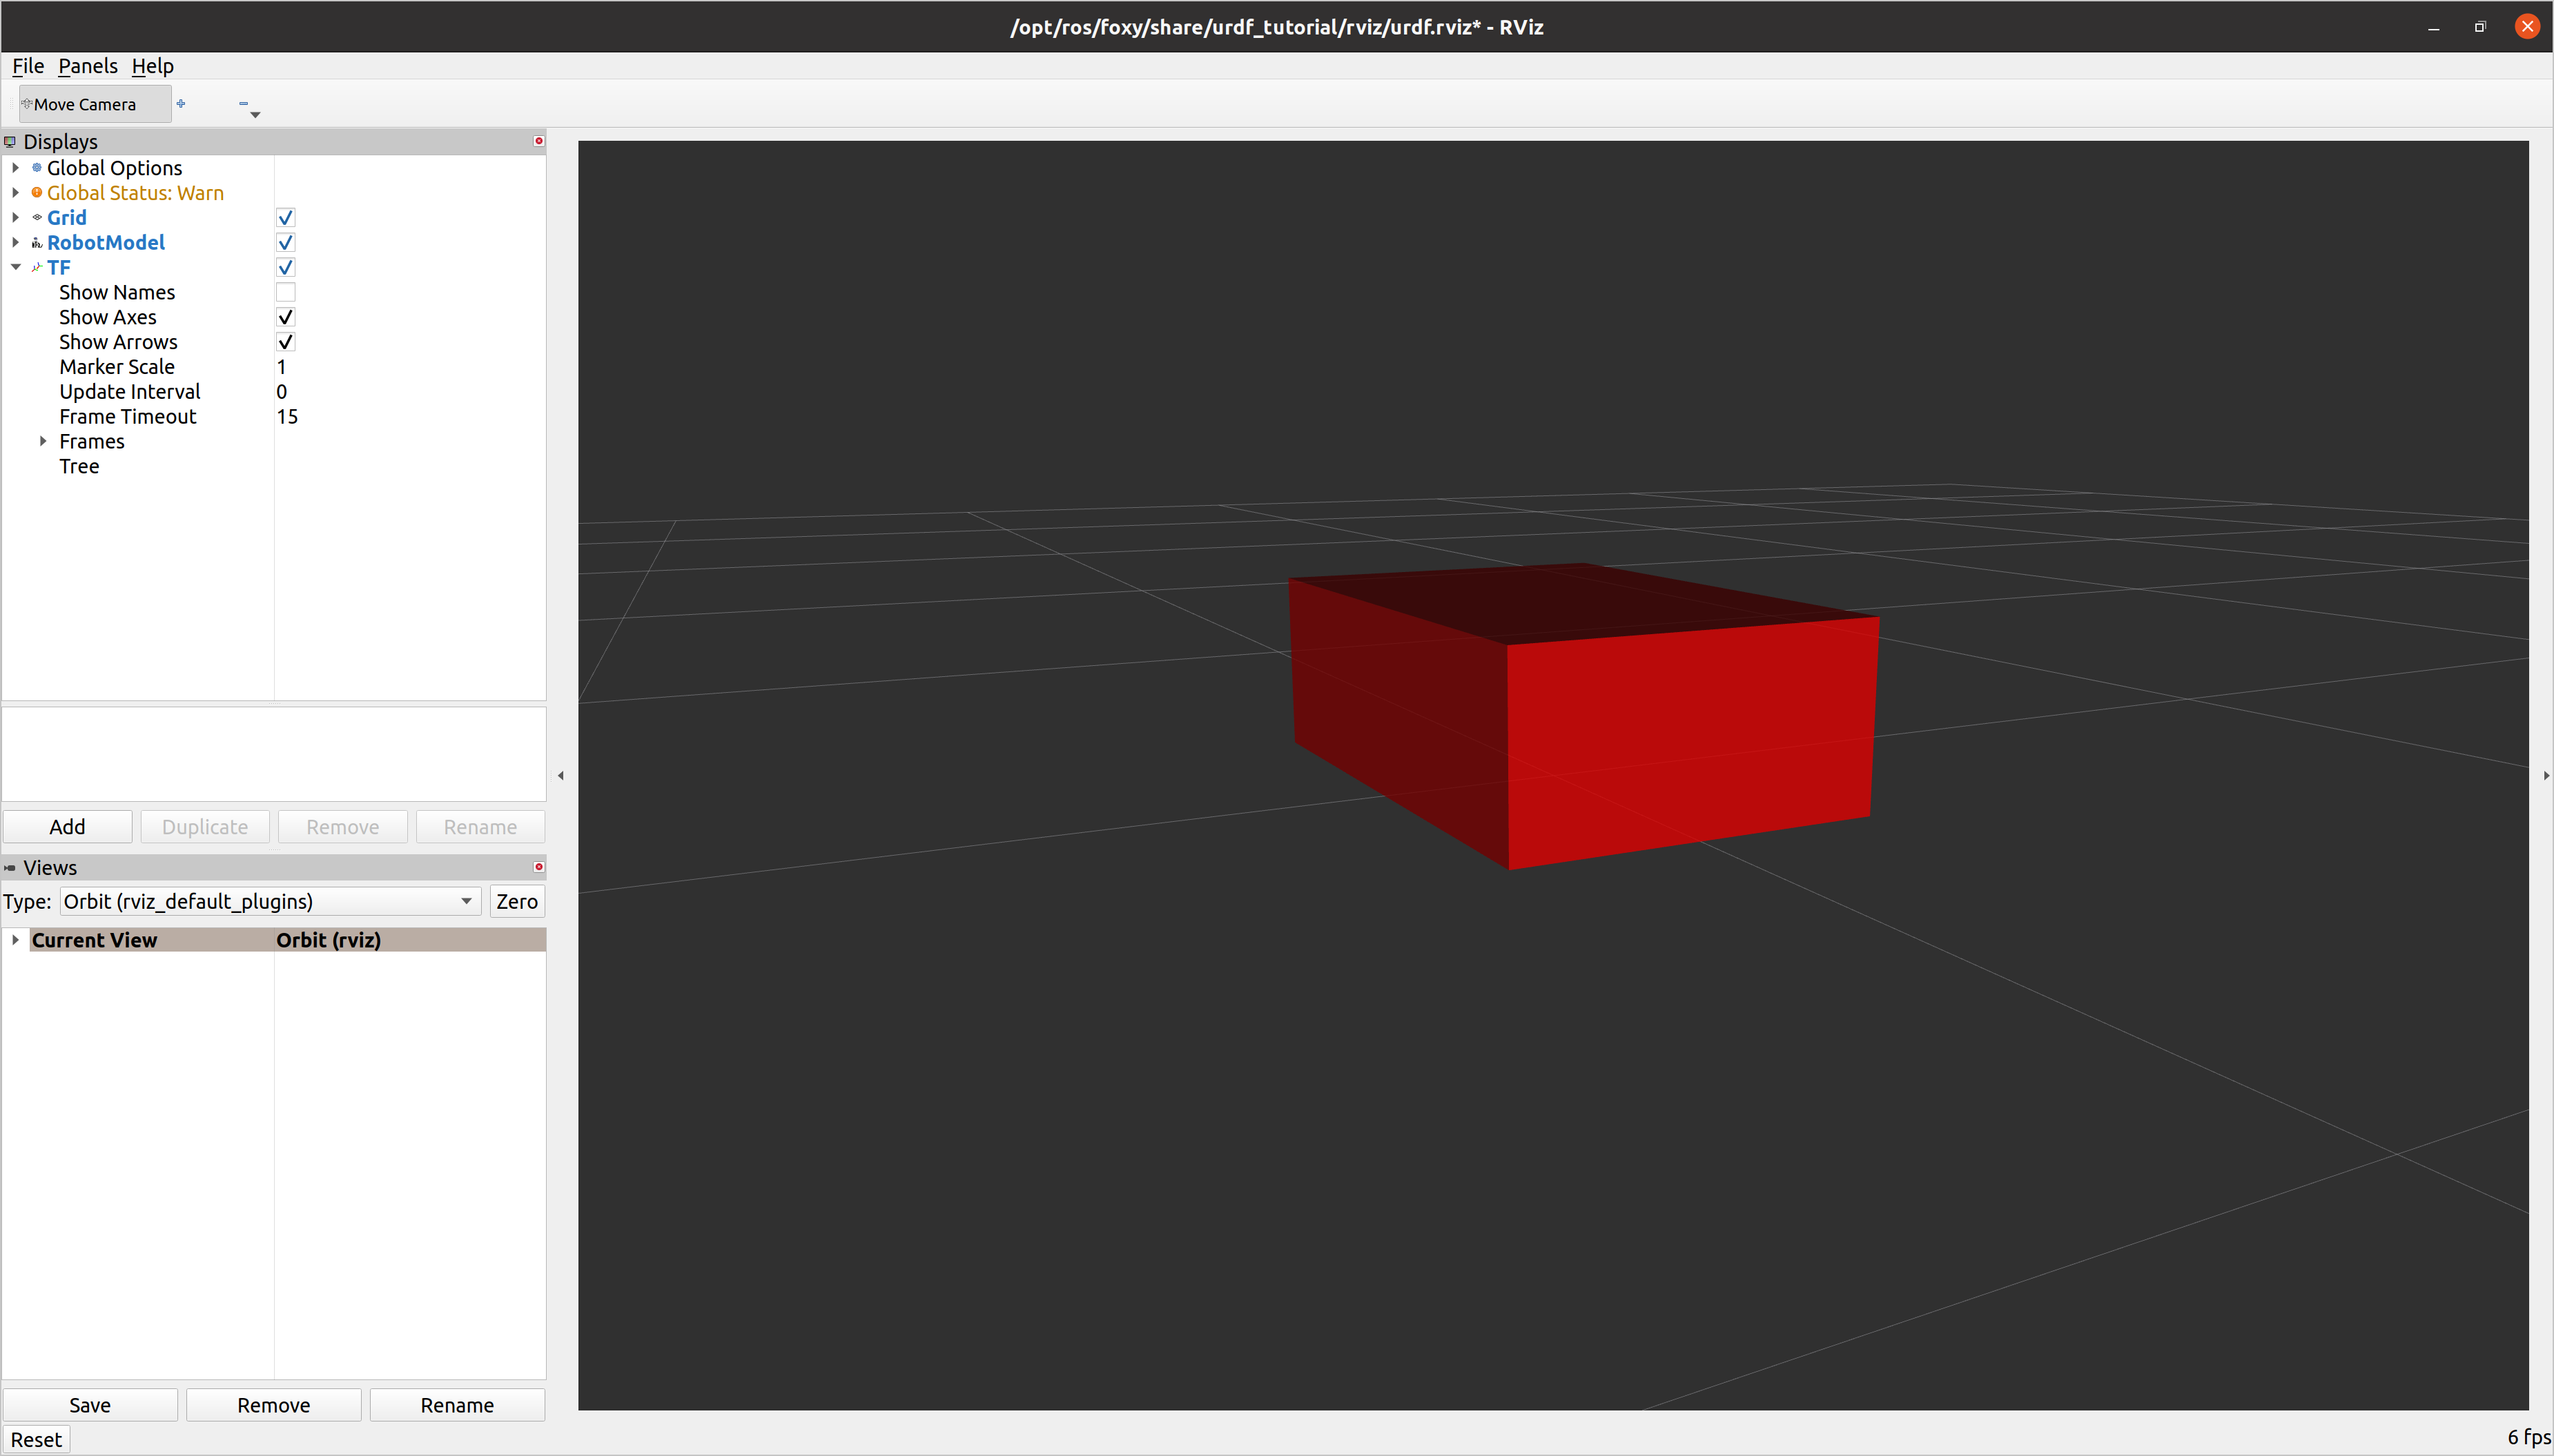 /opt/ros/foxy/share/urdf_tutorial/rviz/urdf.rviz* - RViz
File Panels Help
Move Camera
Displays
Global Options
Global Status: Warn
Grid
RobotModel
TF
Show Names
Show Axes
Show Arrows
Marker Scale 1
Update Interval 0
Frame Timeout 15
Frames
Tree
Add Duplicate Remove Rename
Views
Type: Orbit (rviz_default_plugins) Zero
Current View Orbit (rviz)
Save Remove Rename
Reset
6 fps